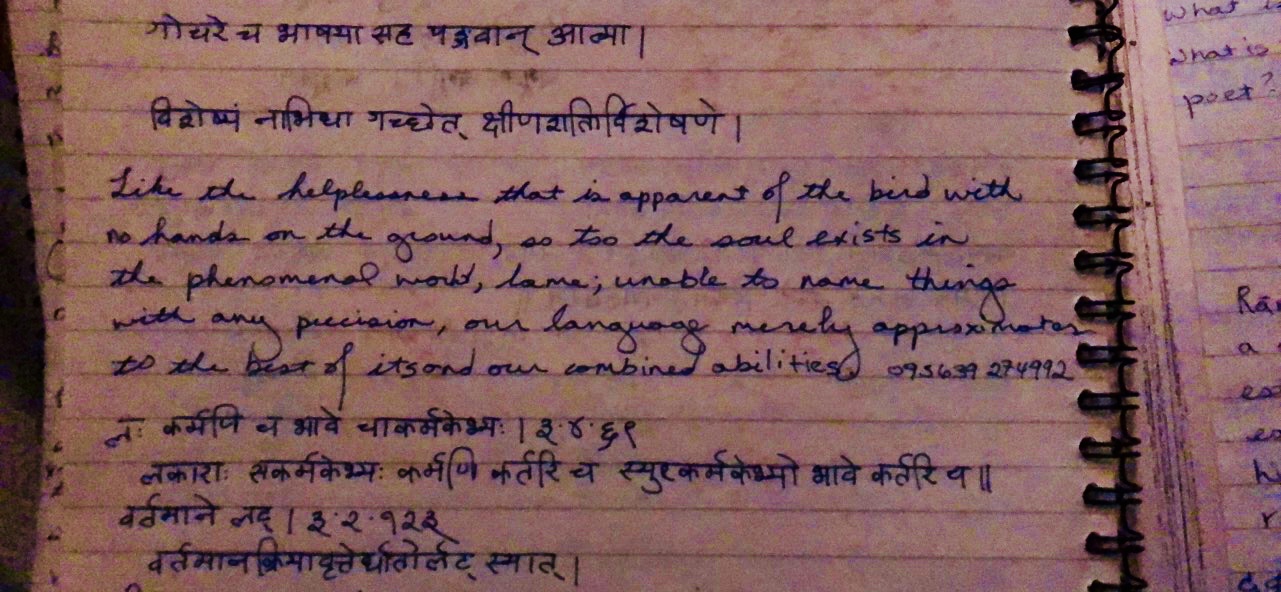 गोचरे च भाषया सह पङ्गवान् आत्मा।
विशेष्यं नाभिधा गच्छेत् क्षीणशक्तिर्विशेषणे।
Like the helplessness that is apparent of the bird with
no hands on the ground, so too the soul exists in
the phenomenal world, lame; unable to name things
with any precision, our language merely approximates
to the best of its and our combined abilities. 095639 274992
लः कर्मणि च भावे चाकर्मकेभ्यः। ३.४.६९
लकाराः सकर्मकेभ्यः कर्मणि कर्तरि च स्युरकर्मकेभ्यो भावे कर्तरि च॥
वर्तमाने लट्। ३.२.१२३
वर्तमानक्रियावृत्तेर्धातोर्लट् स्यात्।
what is
what is
poet?